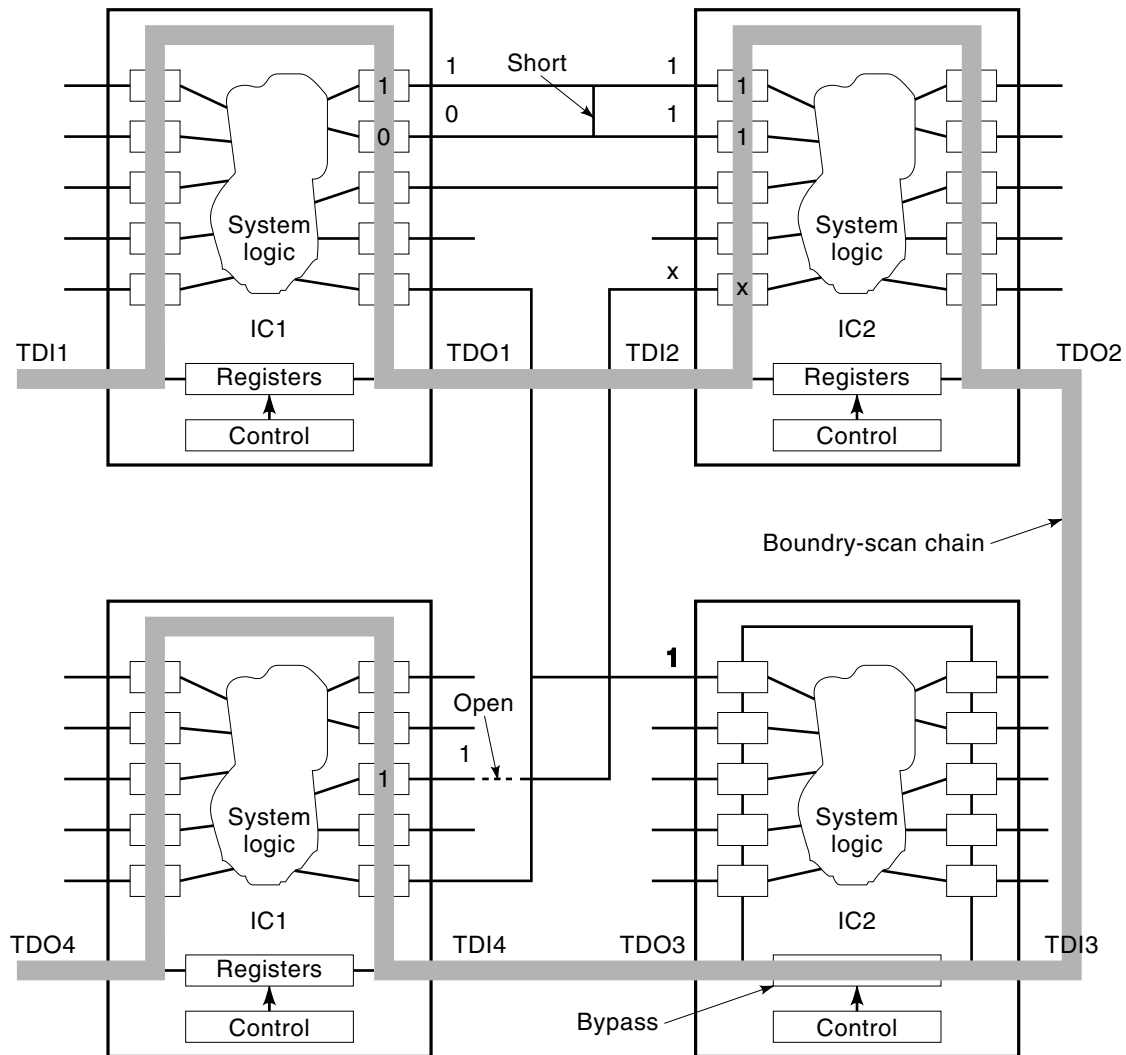 1
Short
1
1
1
0
1
0
1
System
logic
System
logic
x
x
IC1
IC2
TDI1
TDO1
TDI2
TDO2
Registers
Registers
Control
Control
Boundry-scan chain
1
Open
1
1
System
logic
System
logic
IC1
IC2
TDO4
TDI4
TDO3
TDI3
Registers
Bypass
Control
Control